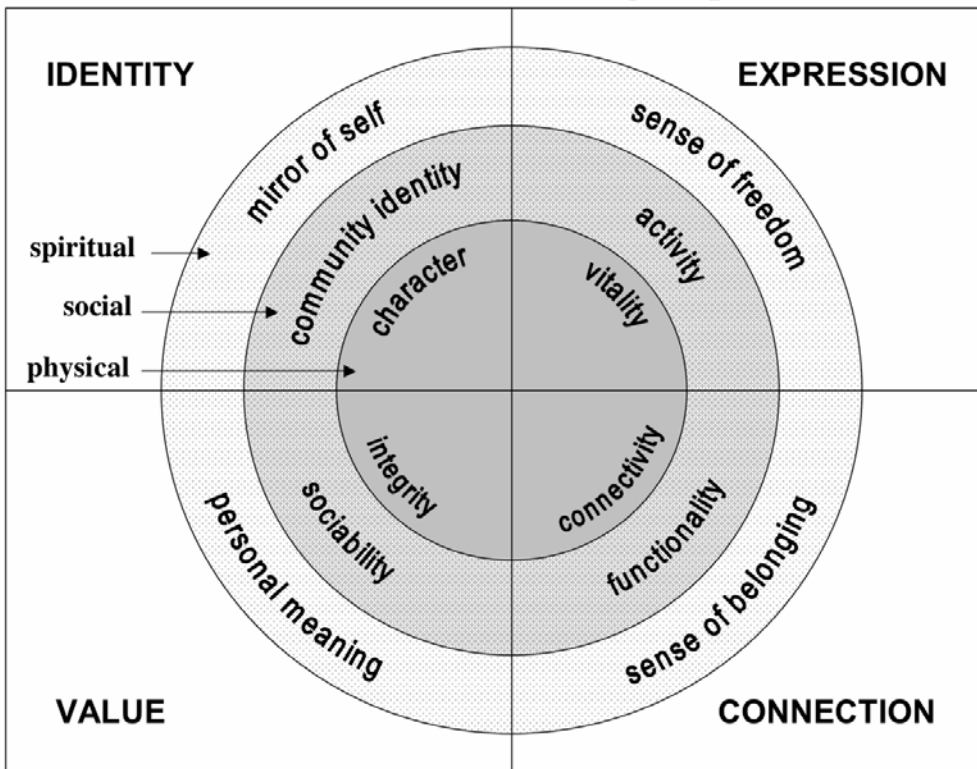 IDENTITY
EXPRESSION
mirror of self
sense of freedom
community identity
activity
character
vitality
spiritual
social
physical
integrity
connectivity
sociability
functionality
personal meaning
sense of belonging
VALUE
CONNECTION